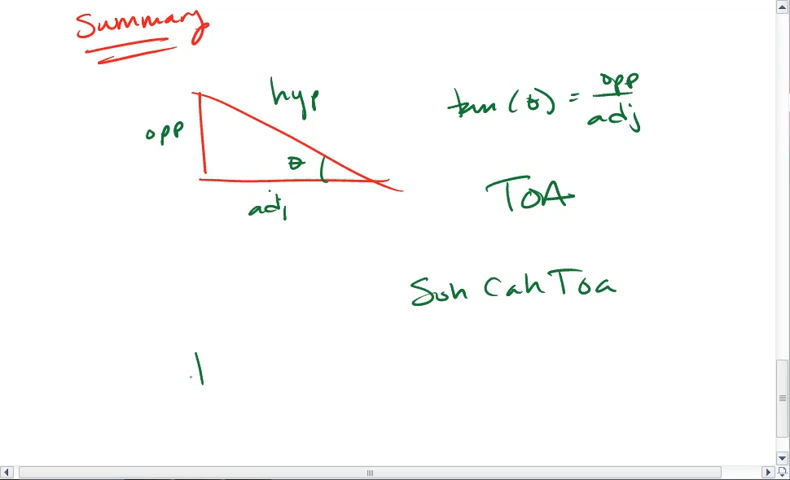 Summary
hyp
opp
θ
adj
tan(θ) = opp/adj
TOA
Soh Cah Toa